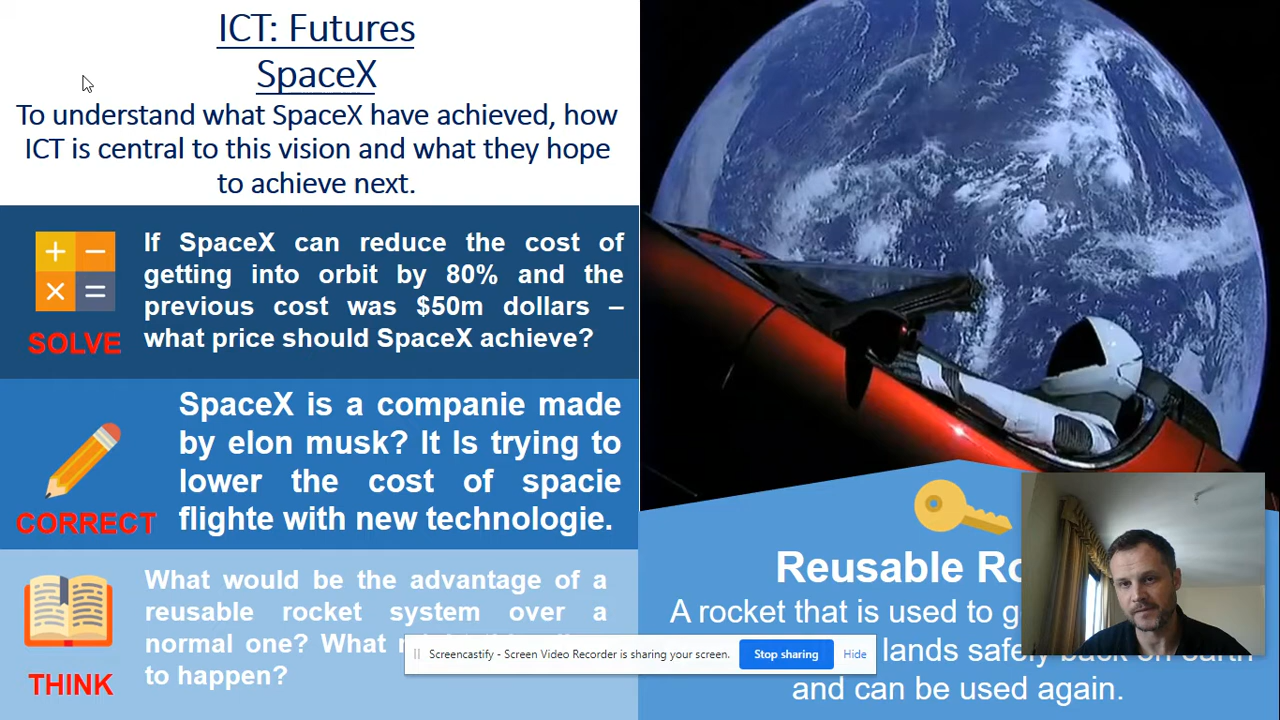 ICT: Futures
SpaceX
To understand what SpaceX have achieved, how
ICT is central to this vision and what they hope
to achieve next.
If SpaceX can reduce the cost of
getting into orbit by 80% and the
previous cost was $50m dollars –
what price should SpaceX achieve?
SOLVE
SpaceX is a companie made
by elon musk? It Is trying to
lower the cost of spacie
flighte with new technologie.
CORRECT
What would be the advantage of a
reusable rocket system over a
normal one? What
to happen?
THINK
Reusable
A rocket that is used to
lands safely back on earth
and can be used again.
Screencastify - Screen Video Recorder is sharing your screen.
Stop sharing
Hide